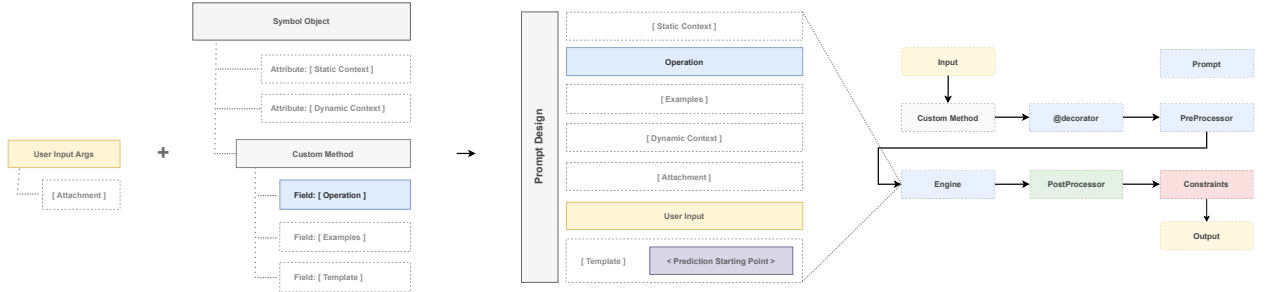 User Input Args
[ Attachment ]
+
Symbol Object
Attribute: [ Static Context ]
Attribute: [ Dynamic Context ]
Custom Method
Field: [ Operation ]
Field: [ Examples ]
Field: [ Template ]
Prompt Design
[ Static Context ]
Operation
[ Examples ]
[ Dynamic Context ]
[ Attachment ]
User Input
[ Template ]
< Prediction Starting Point >
Input
Prompt
Custom Method
@decorator
PreProcessor
Engine
PostProcessor
Constraints
Output